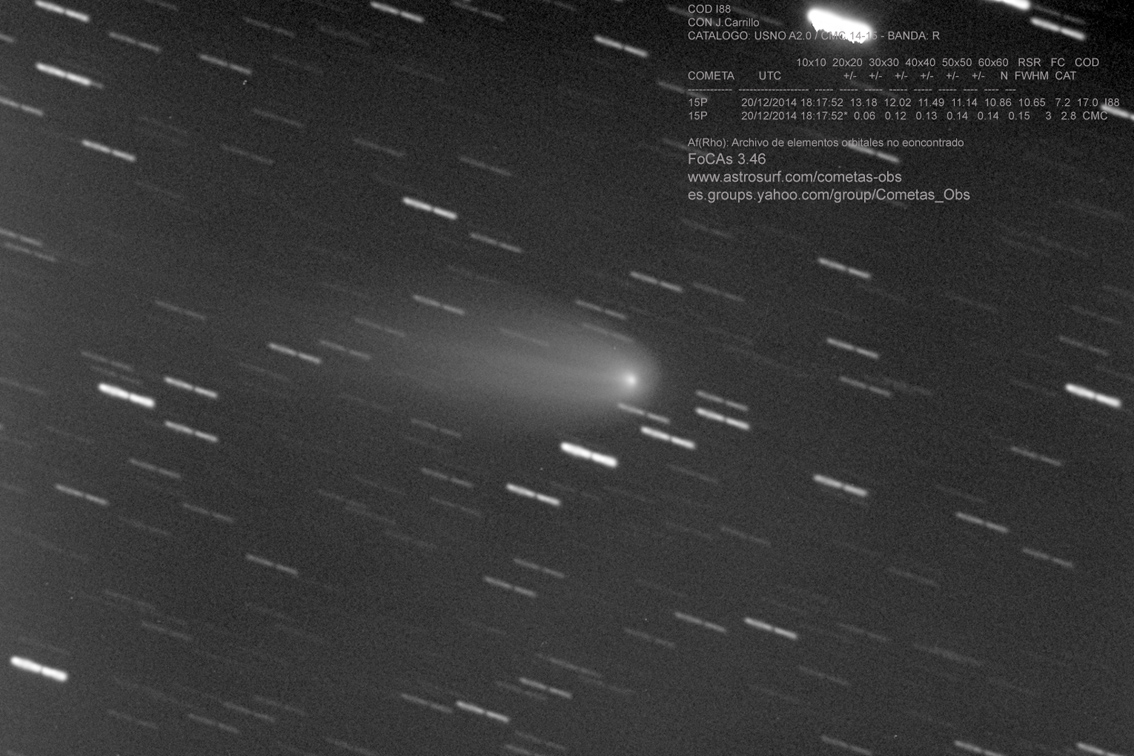 COD I88
CON J.Carrillo
CATALOGO: USNO A2.0 / CMC 14-15 - BANDA: R
10x10 20x20 30x30 40x40 50x50 60x60 RSR FC COD
COMETA UTC +/- +/- +/- +/- +/- +/- N FWHM CAT
------------ -------------------- ----- ----- ----- ----- ----- ----- --- ---
15P 20/12/2014 18:17:52 13.18 12.02 11.49 11.14 10.86 10.65 7.2 17.0 I88
15P 20/12/2014 18:17:52* 0.06 0.12 0.13 0.14 0.14 0.15 3 2.8 CMC
Af(Rho): Archivo de elementos orbitales no eoncontrado
FoCAs 3.46
www.astrosurf.com/cometas-obs
es.groups.yahoo.com/group/Cometas_Obs